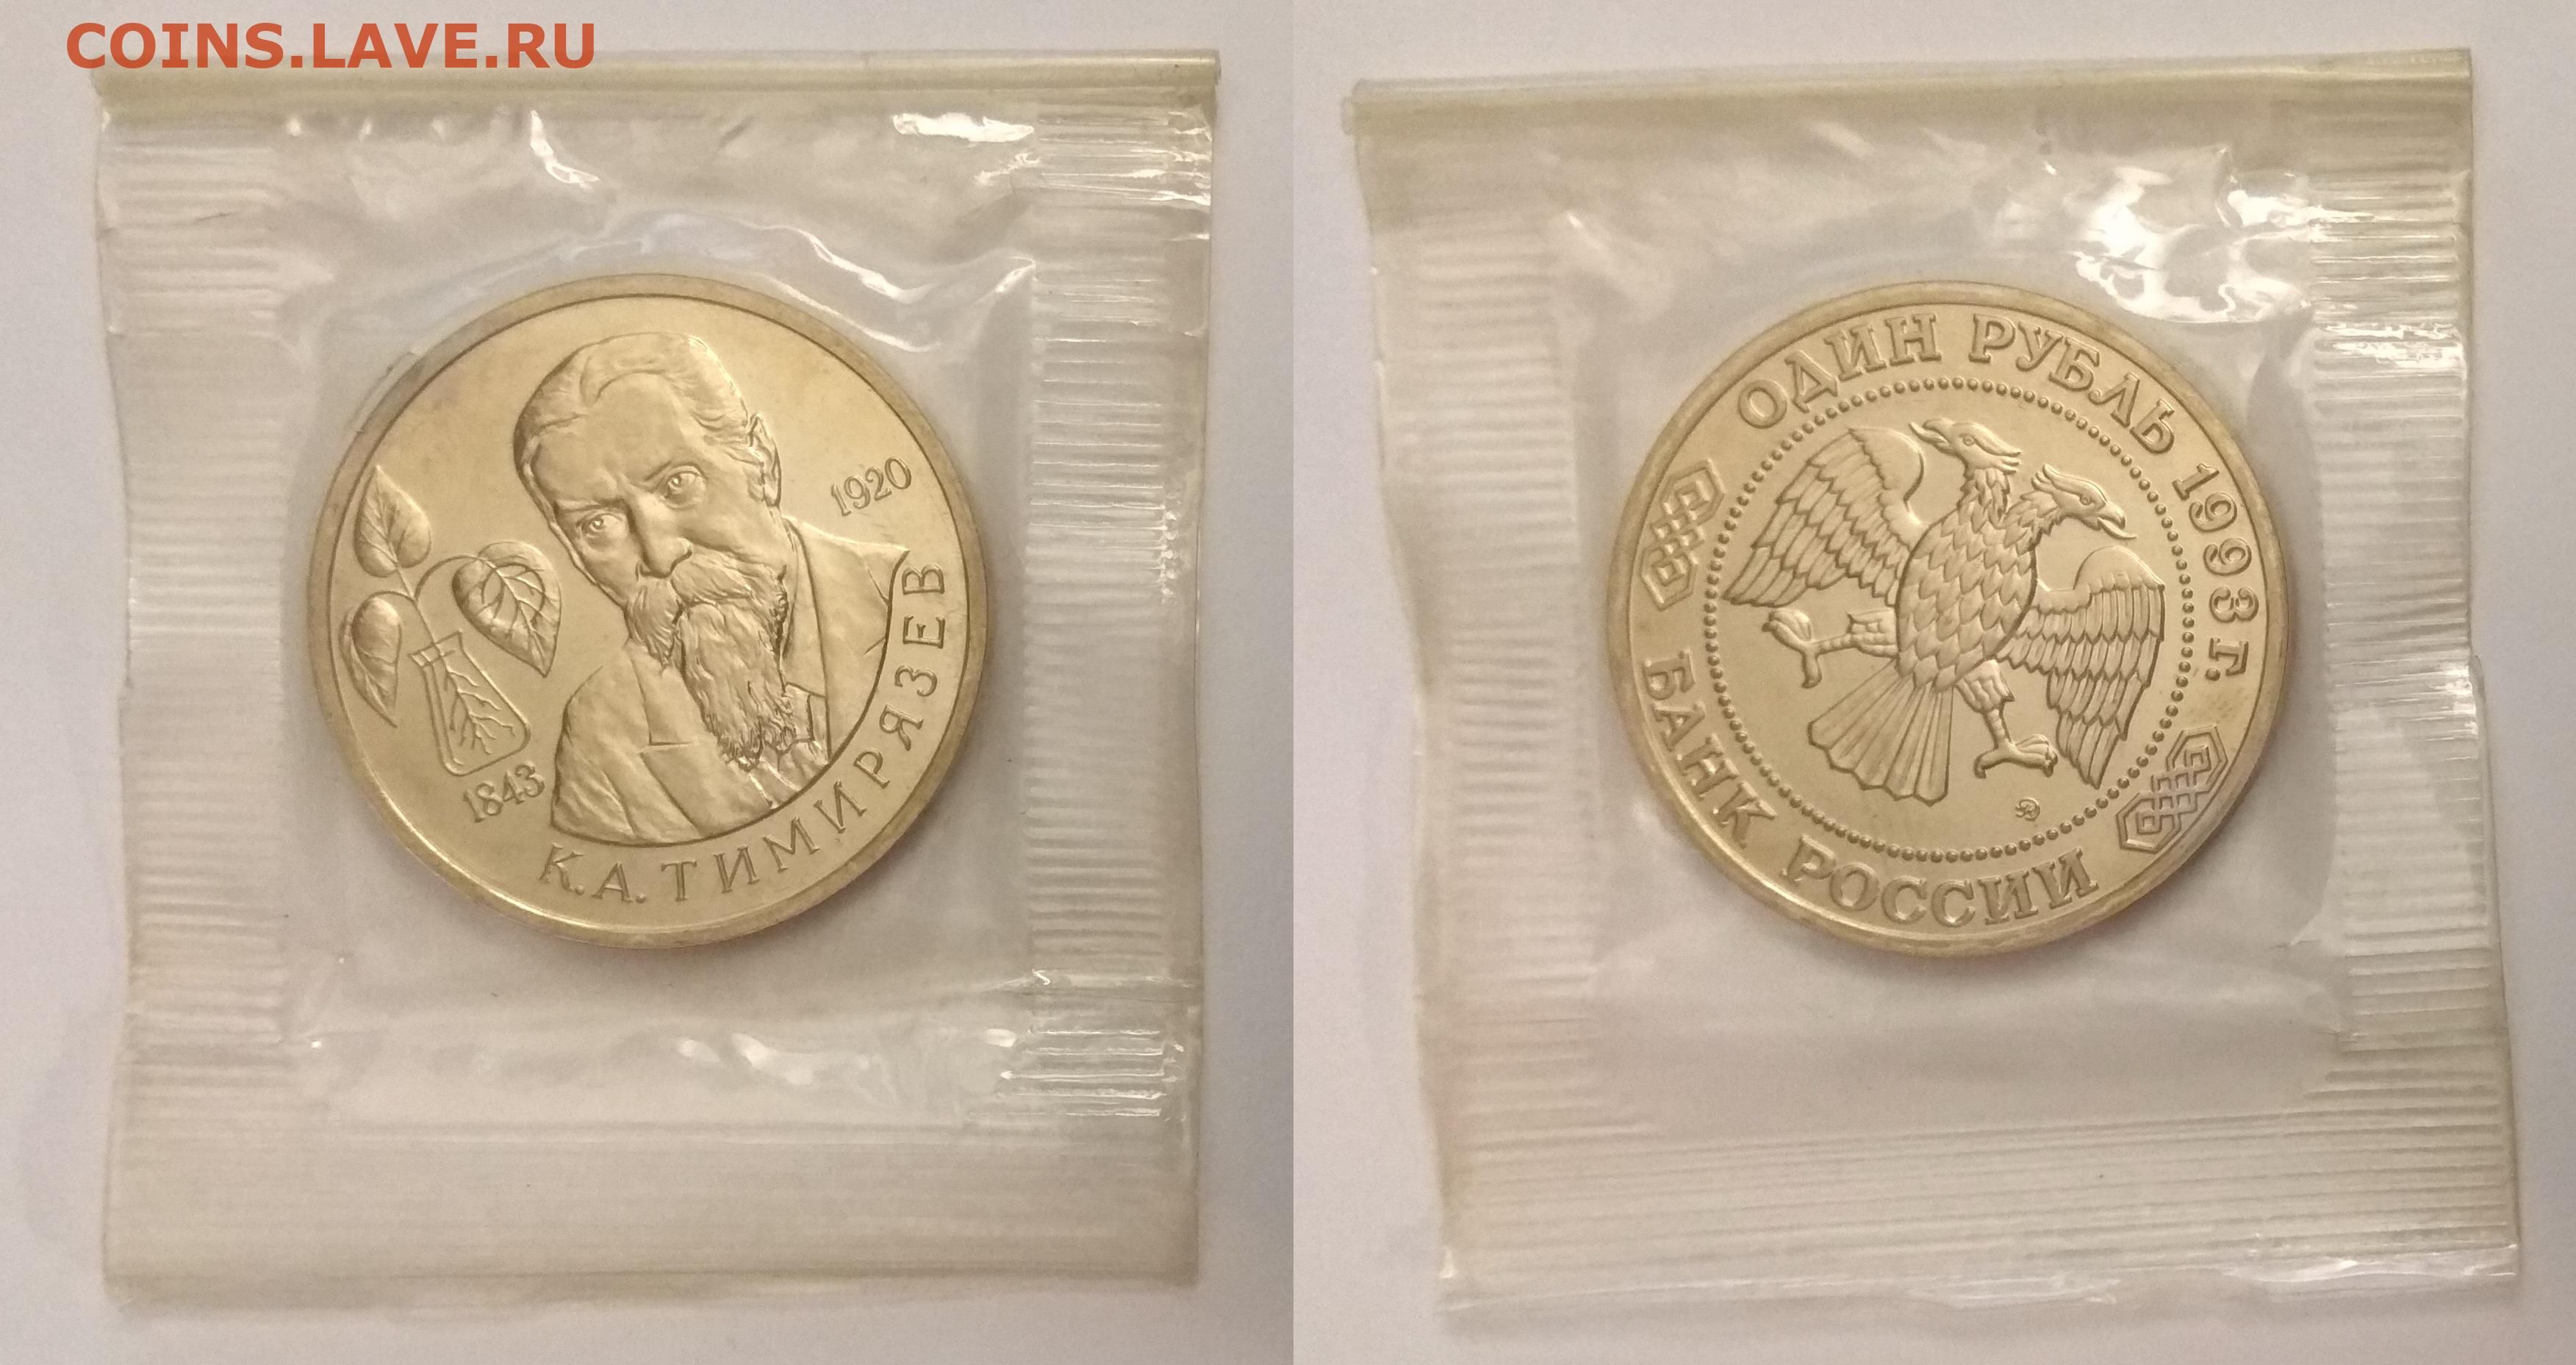 COINS.LAVE.RU
1920
1843
К.А.ТИМИРЯЗЕВ
ОДИН РУБЛЬ 1993 Г.
БАНК РОССИИ